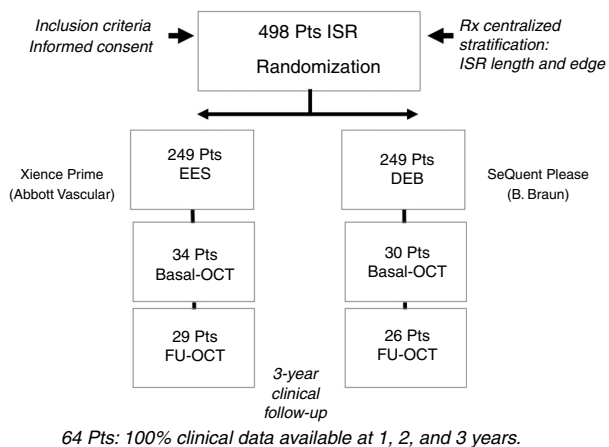 Inclusion criteria
Informed consent
498 Pts ISR
Randomization
Rx centralized
stratification:
ISR length and edge
Xience Prime
(Abbott Vascular)
249 Pts
EES
249 Pts
DEB
SeQuent Please
(B. Braun)
34 Pts
Basal-OCT
30 Pts
Basal-OCT
29 Pts
FU-OCT
26 Pts
FU-OCT
3-year
clinical
follow-up
64 Pts: 100% clinical data available at 1, 2, and 3 years.